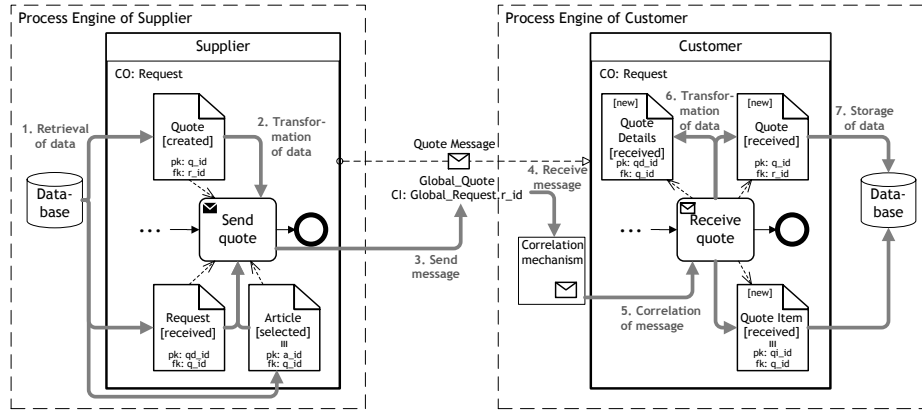 Process Engine of Supplier
Supplier
CO: Request
1. Retrieval
of data
Quote
[created]
pk: q_id
fk: r_id
2. Transfor-
mation
of data
Data-
base
...
Send
quote
Request
[received]
pk: qd_id
fk: q_id
Article
[selected]
III
pk: a_id
fk: q_id
Quote Message
Global_Quote
CI: Global_Request.r_id
3. Send
message
4. Receive
message
Correlation
mechanism
5. Correlation
of message
Process Engine of Customer
Customer
CO: Request
[new]
Quote
Details
[received]
pk: qd_id
fk: q_id
6. Transfor-
mation
of data
[new]
Quote
[received]
pk: q_id
fk: r_id
7. Storage
of data
...
Receive
quote
Data-
base
[new]
Quote Item
[received]
III
pk: qi_id
fk: q_id